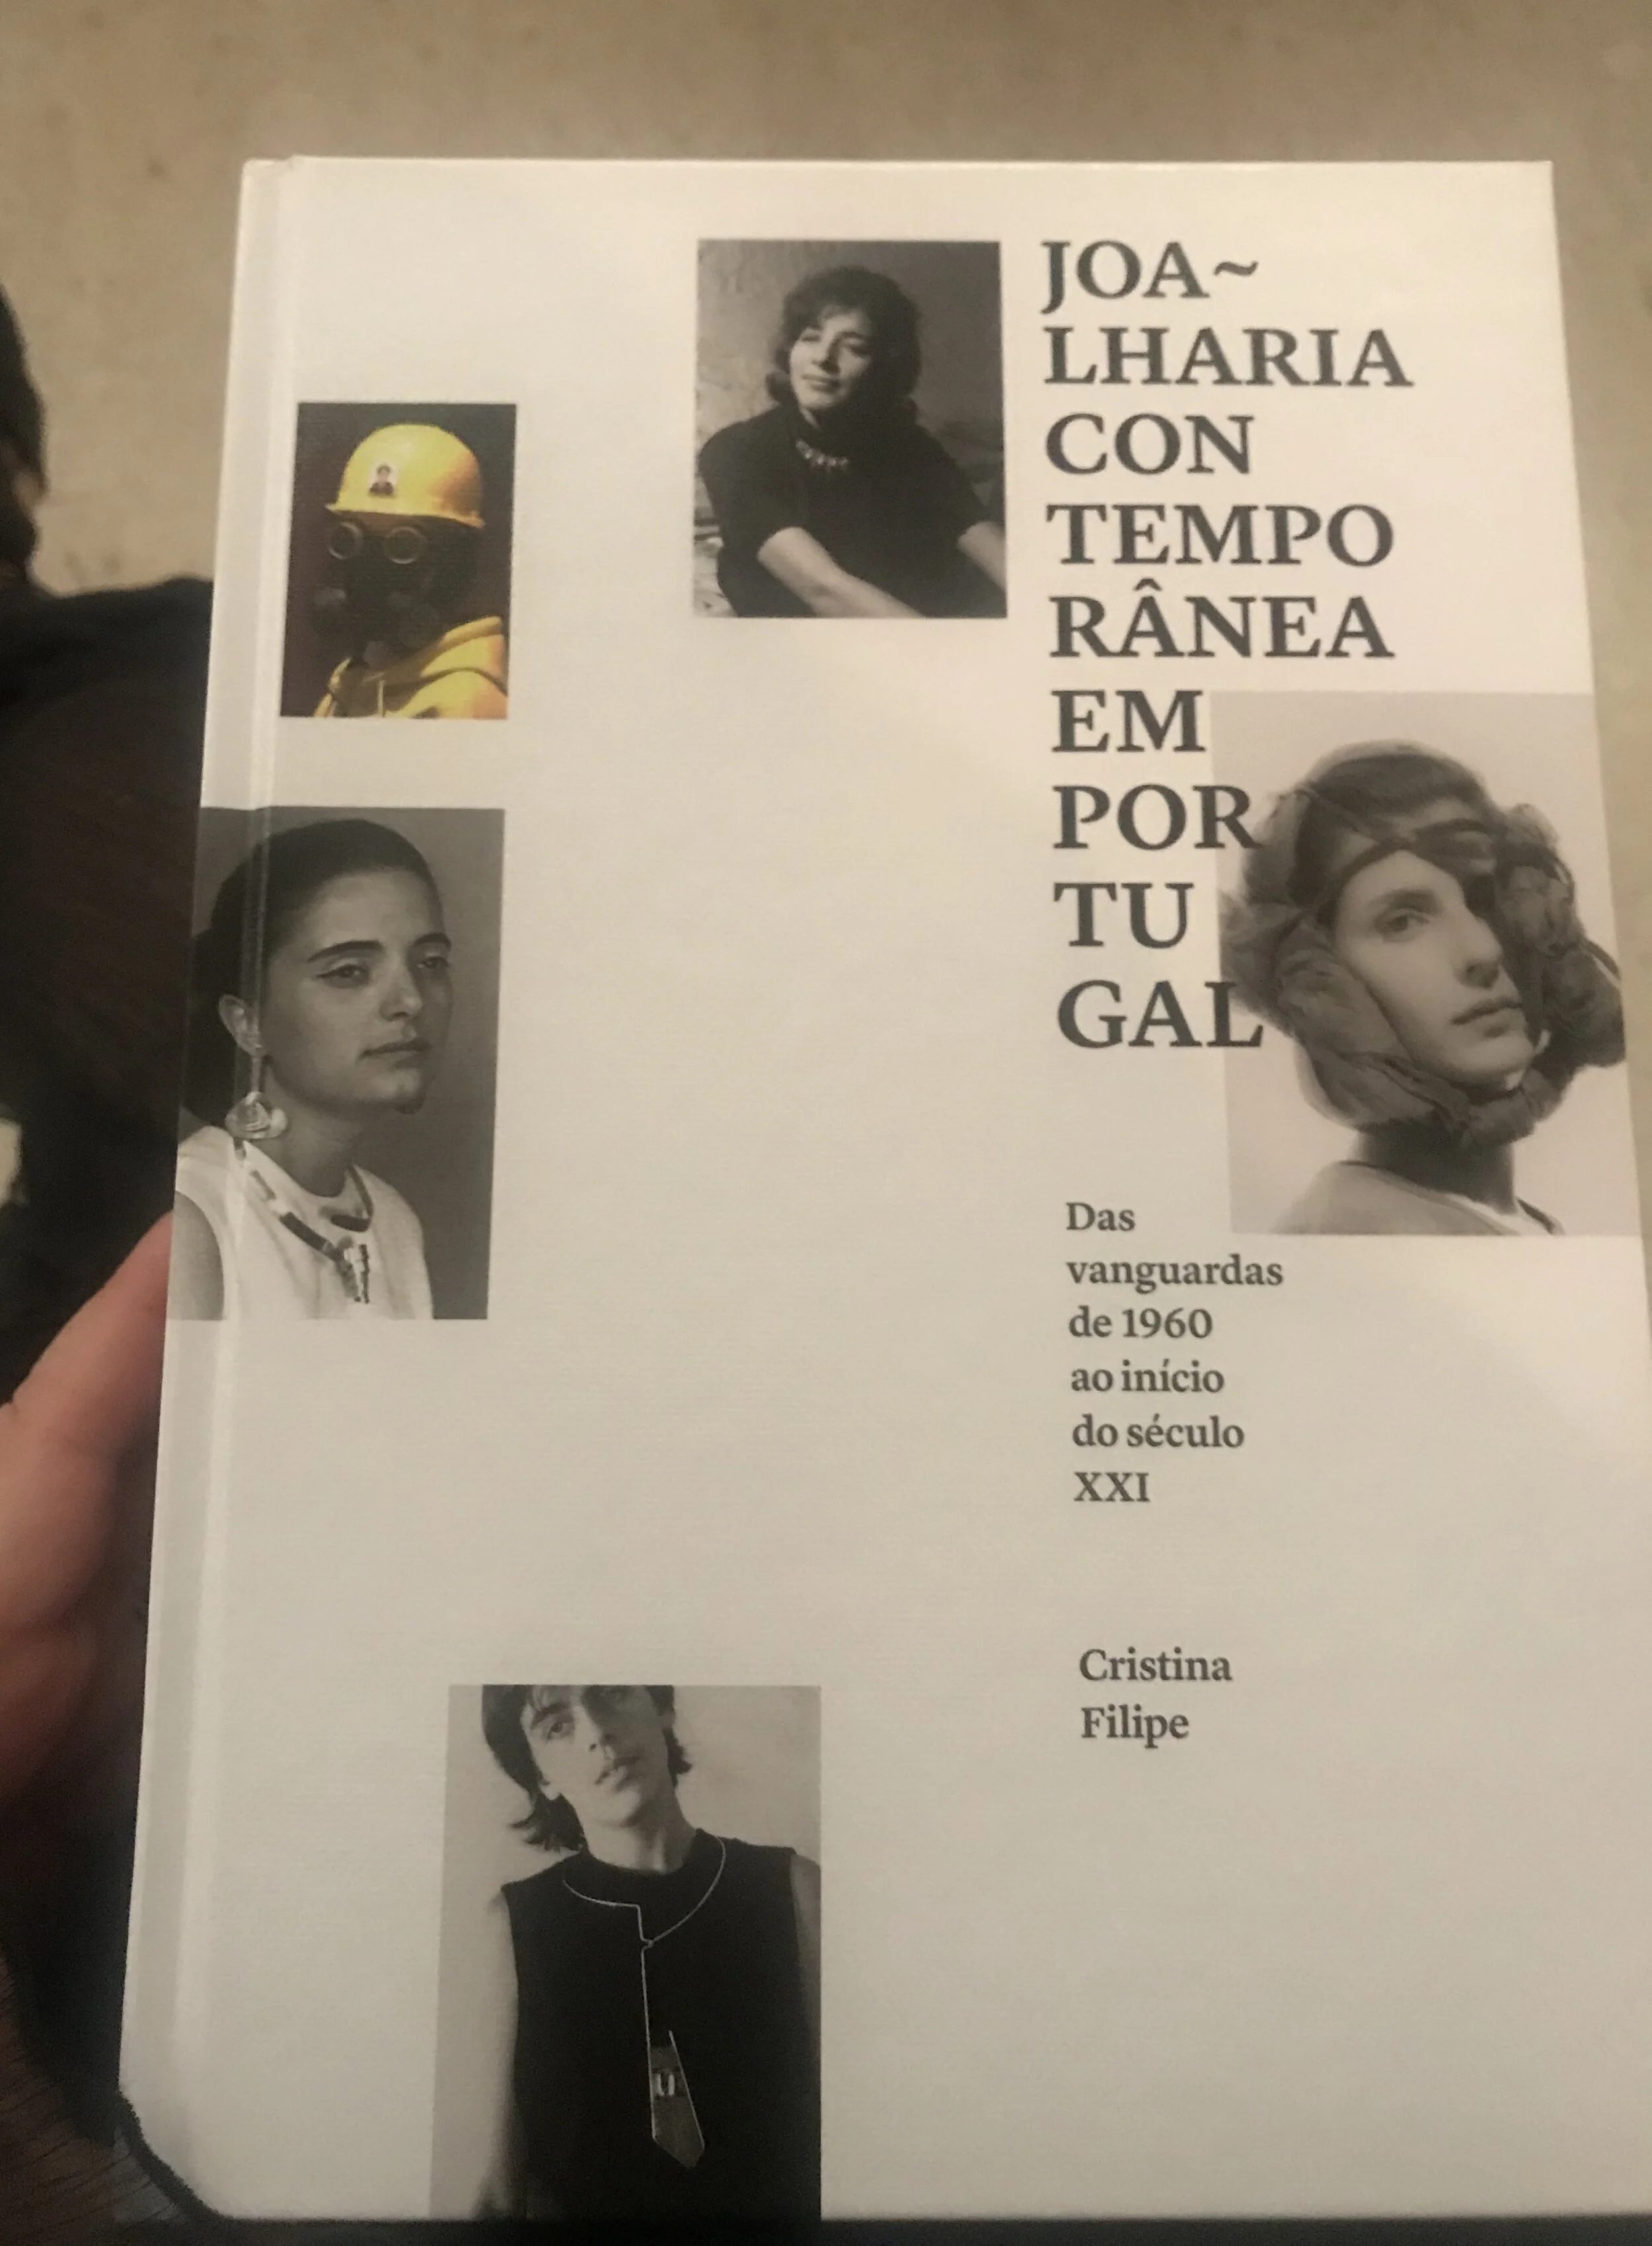 JOA~
LHARIA
CON
TEMPO
RÂNEA
EM
POR
TU
GAL
Das
vanguardas
de 1960
ao início
do século
XXI
Cristina
Filipe